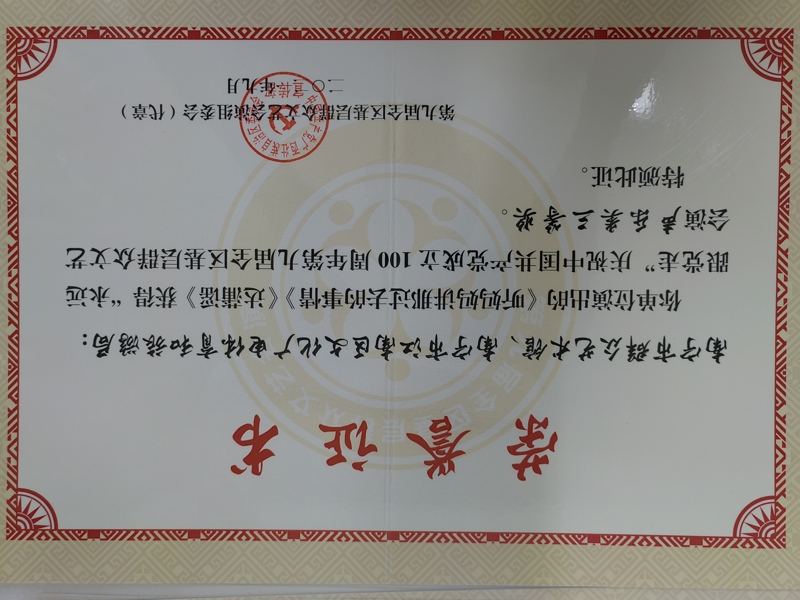 荣誉证书
南宁市群众艺术馆、南宁市江南区文化广电体育和旅游局：
你单位演出的《听妈妈讲那过去的事情》《达蒲谣》获得“永远
跟党走”庆祝中国共产党成立100周年第九届全区基层群众文艺
会演声乐类三等奖。
特颁此证。
第九届全区基层群众文艺会演组委会（代章）
二〇二一年九月